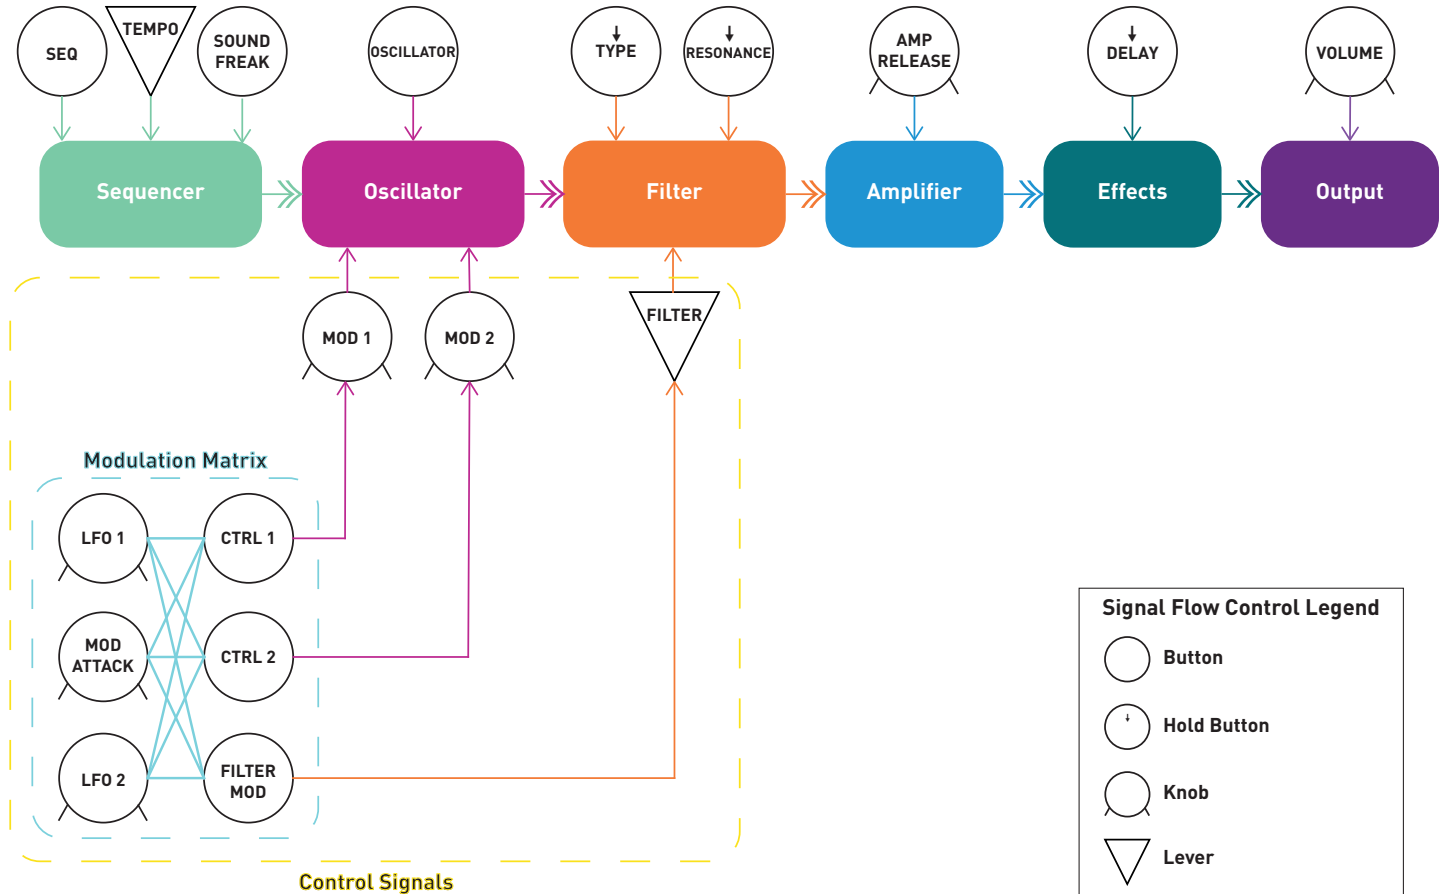 SEQ
TEMPO
SOUND
FREAK
OSCILLATOR
TYPE
RESONANCE
AMP
RELEASE
DELAY
VOLUME
Sequencer
Oscillator
Filter
Amplifier
Effects
Output
MOD 1
MOD 2
FILTER
Modulation Matrix
LFO 1
CTRL 1
MOD
ATTACK
CTRL 2
LFO 2
FILTER
MOD
Control Signals
Signal Flow Control Legend
Button
Hold Button
Knob
Lever